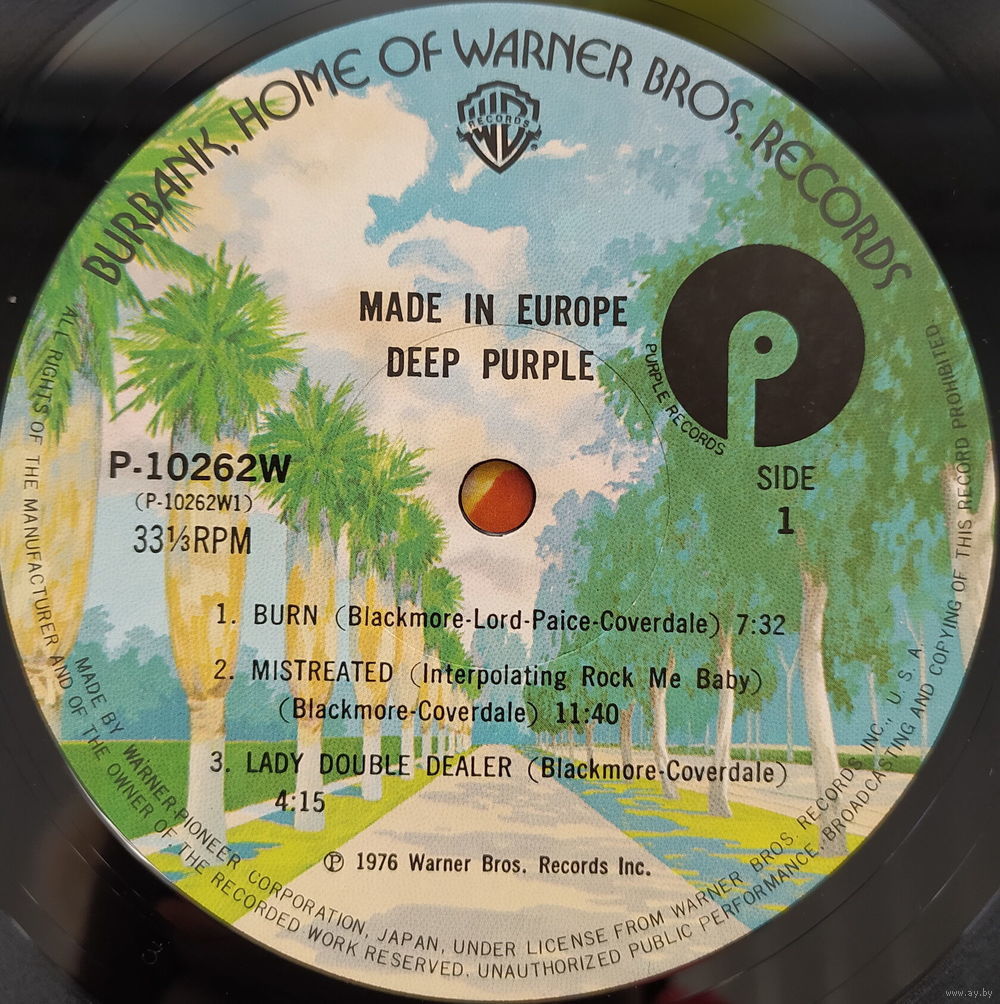 BURBANK, HOME OF WARNER BROS. RECORDS
WB
RECORDS
MADE IN EUROPE
DEEP PURPLE
P
PURPLE RECORDS
P-10262W
(P-10262W1)
33⅓RPM
SIDE
1
1. BURN (Blackmore-Lord-Paice-Coverdale) 7:32
2. MISTREATED (Interpolating Rock Me Baby)
(Blackmore-Coverdale) 11:40
3. LADY DOUBLE DEALER (Blackmore-Coverdale)
4:15
℗ 1976 Warner Bros. Records Inc.
MADE BY WARNER-PIONEER CORPORATION, JAPAN, UNDER LICENSE FROM WARNER BROS. RECORDS, INC., U. S. A.
ALL RIGHTS OF THE MANUFACTURER AND OF THE OWNER OF THE RECORDED WORK RESERVED. UNAUTHORIZED PUBLIC PERFORMANCE, BROADCASTING AND COPYING OF THIS RECORD PROHIBITED
www.ay.by